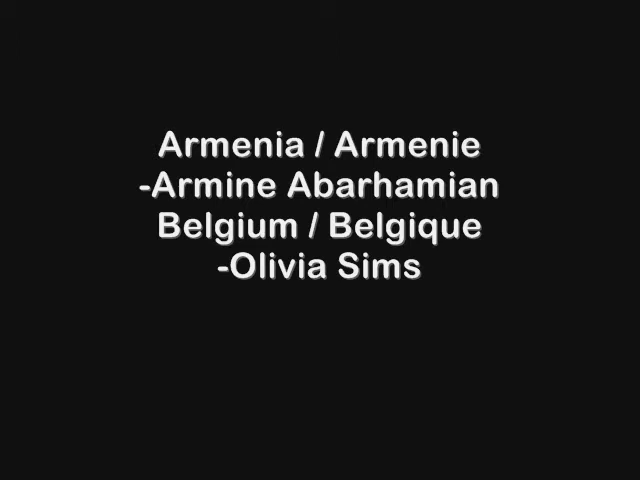 Armenia / Armenie
-Armine Abarhamian
Belgium / Belgique
-Olivia Sims